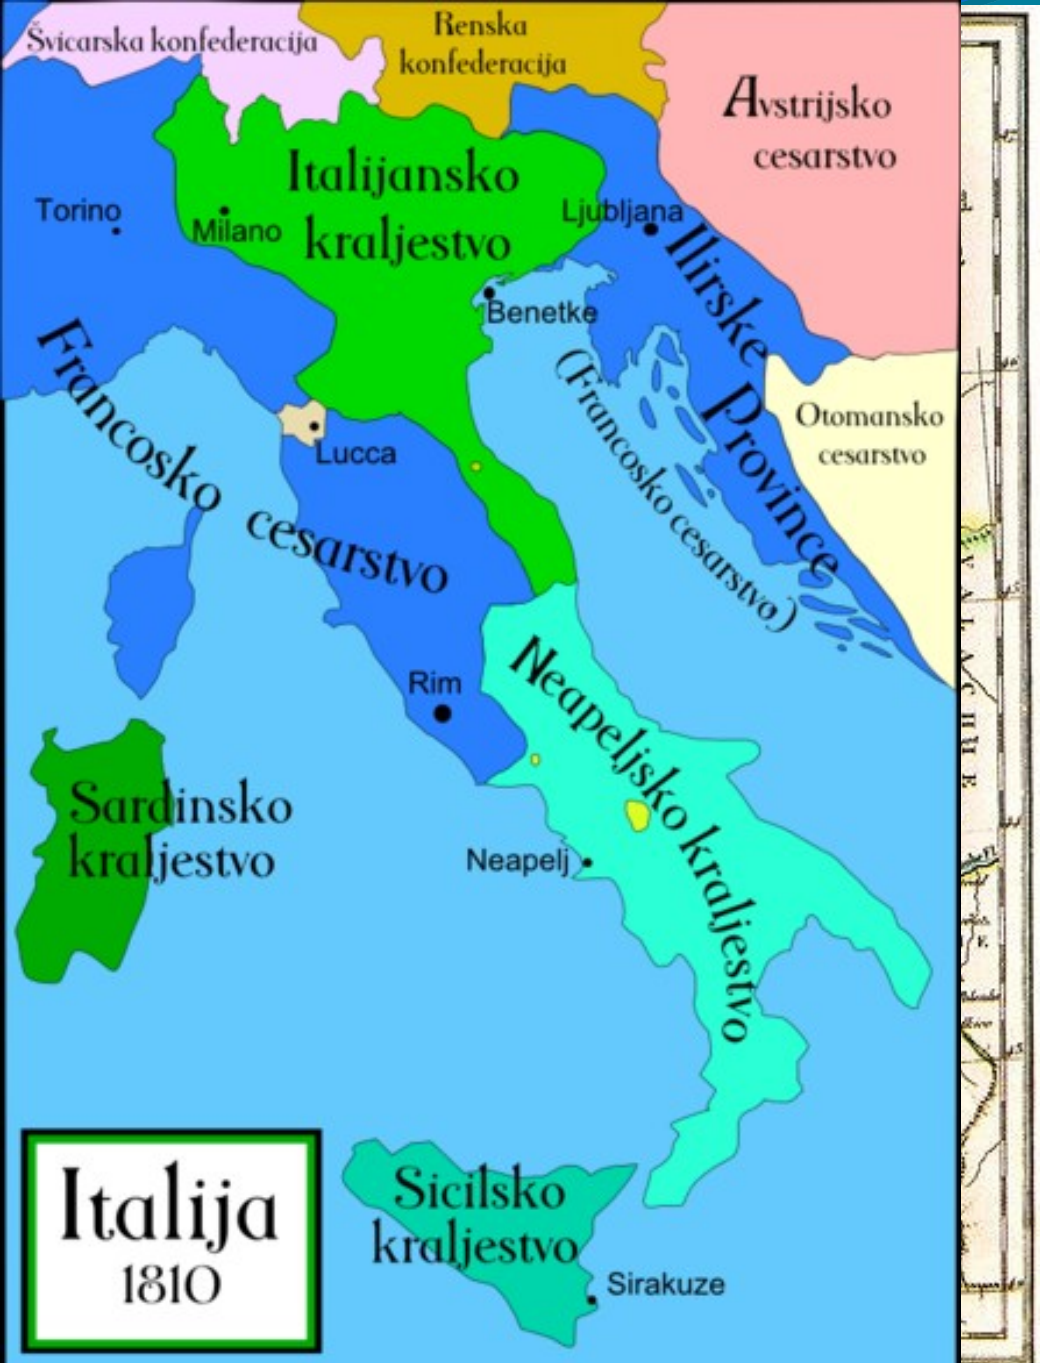 Švicarska konfederacija
Renska
konfederacija
Avstrijsko
cesarstvo
Italijansko
kraljestvo
Torino
Milano
Ljubljana
Benetke
Ilirske Province
(Francosko cesarstvo)
Otomansko
cesarstvo
Francosko cesarstvo
Lucca
Rim
Neapeljsko kraljestvo
Sardinsko
kraljestvo
Neapelj
Sicilsko
kraljestvo
Sirakuze
Italija
1810
VALACHIE